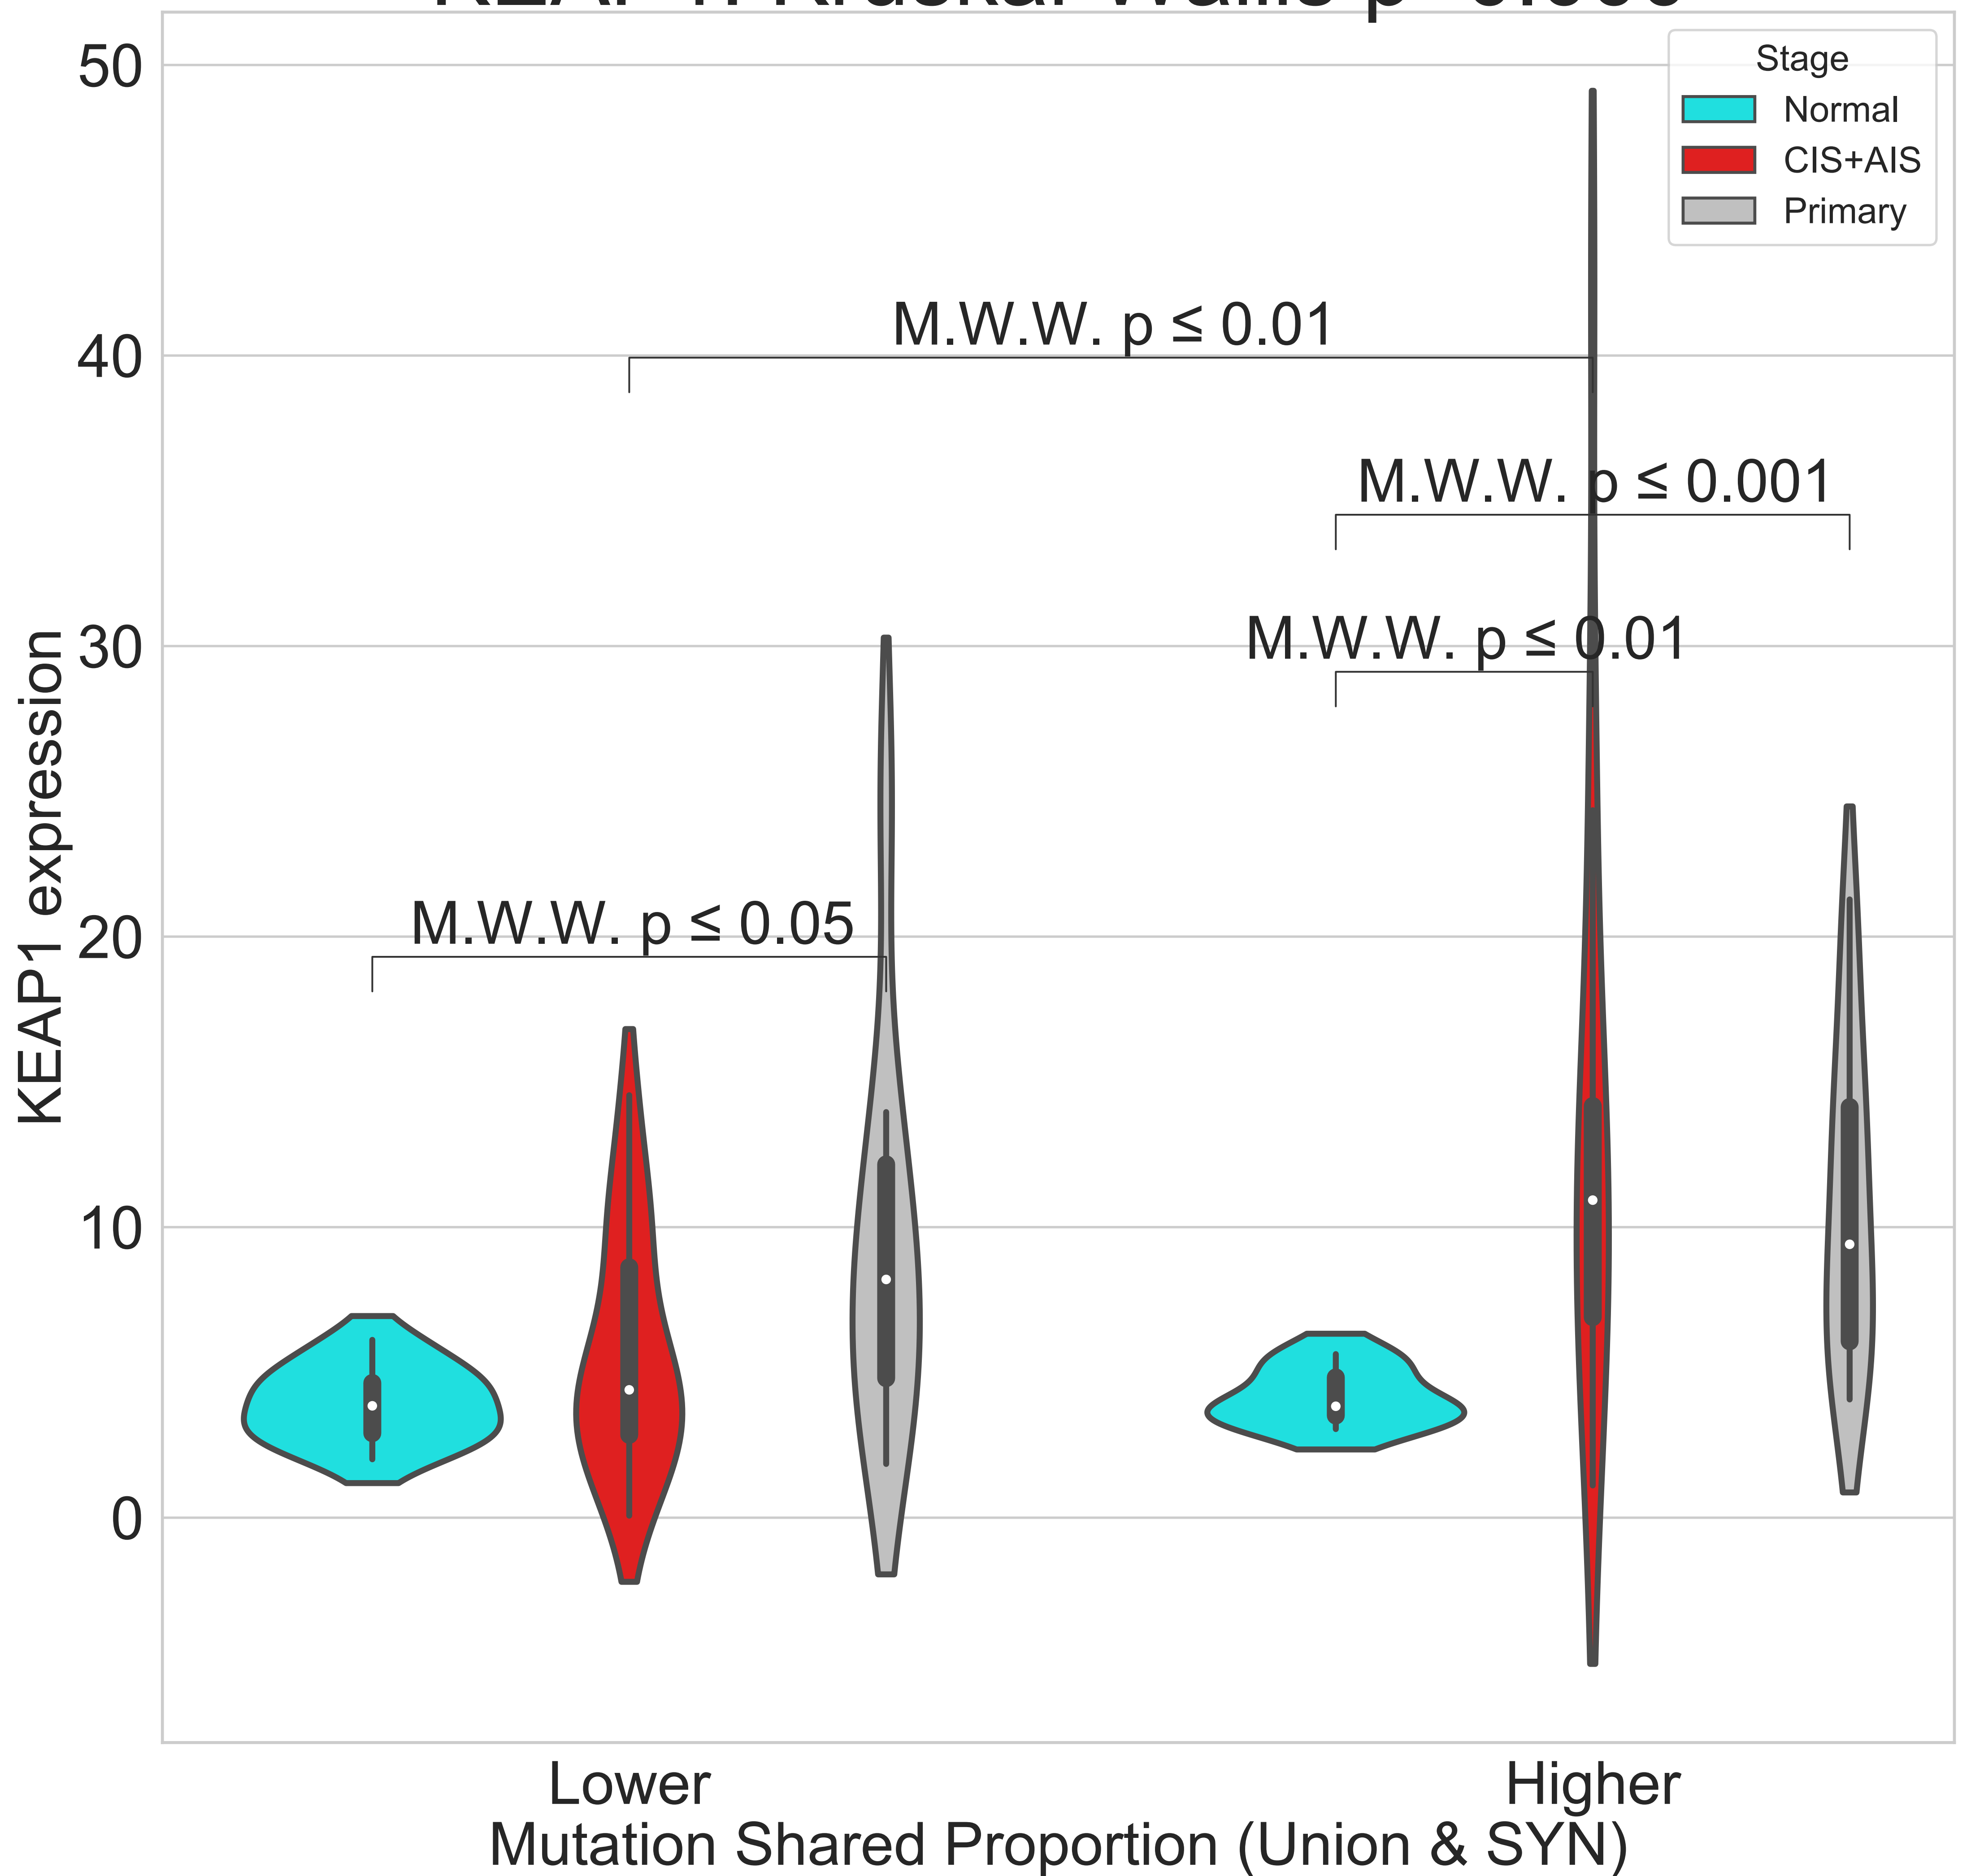 50
40
30
20
10
0
KEAP1 expression
Stage
Normal
CIS+AIS
Primary
M.W.W. p ≤ 0.01
M.W.W. p ≤ 0.001
M.W.W. p ≤ 0.01
M.W.W. p ≤ 0.05
Lower
Higher
Mutation Shared Proportion (Union & SYN)